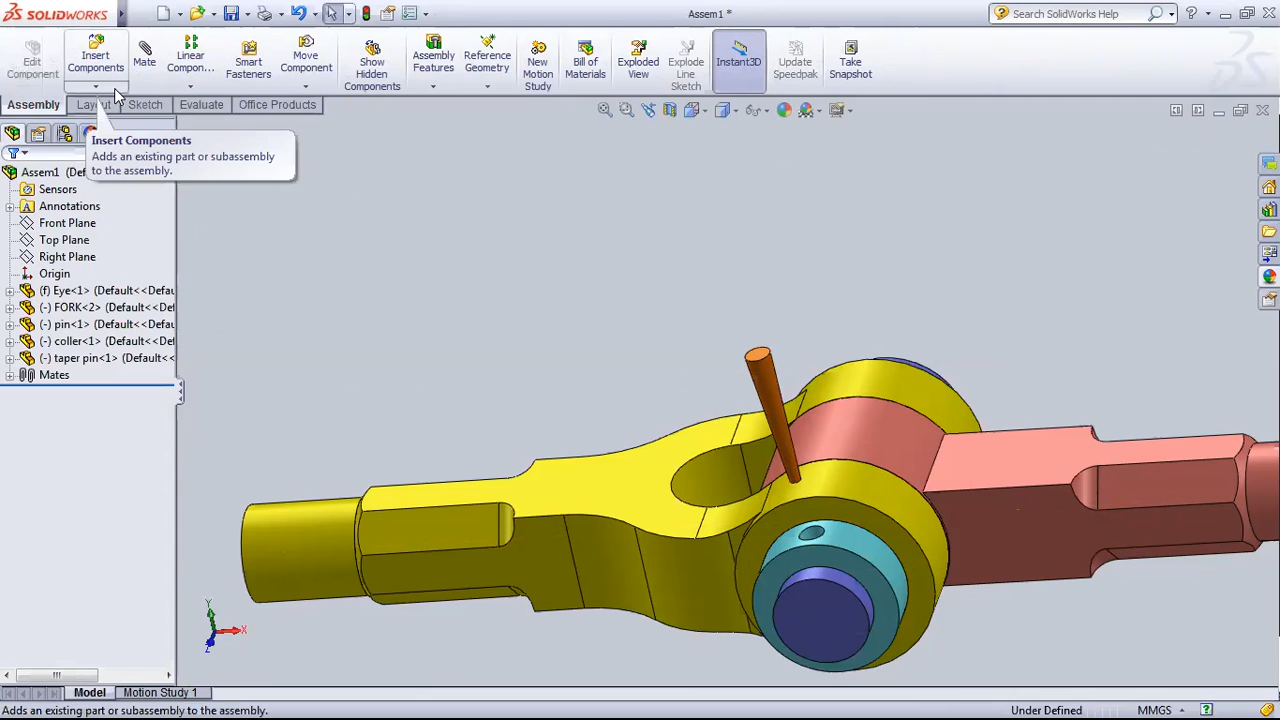 SOLIDWORKS
Assem1 *
Search SolidWorks Help
Edit
Component
Insert
Components
Mate
Linear
Compon...
Smart
Fasteners
Move
Component
Show
Hidden
Components
Assembly
Features
Reference
Geometry
New
Motion
Study
Bill of
Materials
Exploded
View
Explode
Line
Sketch
Instant3D
Update
Speedpak
Take
Snapshot
Assembly
Sketch
Evaluate
Office Products
Insert Components
Adds an existing part or subassembly
to the assembly.
Assem1
Sensors
Annotations
Front Plane
Top Plane
Right Plane
Origin
(f) Eye<1> (Default<<Defau
(-) FORK<2> (Default<<Def
(-) pin<1> (Default<<Defau
(-) coller<1> (Default<<Defa
(-) taper pin<1> (Default<<
Mates
Y
X
Z
Model
Motion Study 1
Adds an existing part or subassembly to the assembly.
Under Defined
MMGS